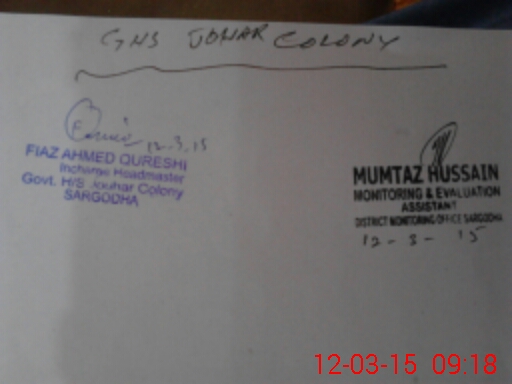 GHS JOHAR COLONY
12.3.15
FIAZ AHMED QURESHI
Incharge Headmaster
Govt. H/S Jouhar Colony
SARGODHA
MUMTAZ HUSSAIN
MONITORING & EVALUATION
ASSISTANT
DISTRICT MONITORING OFFICE SARGODHA
12-3-15
12-03-15 09:18